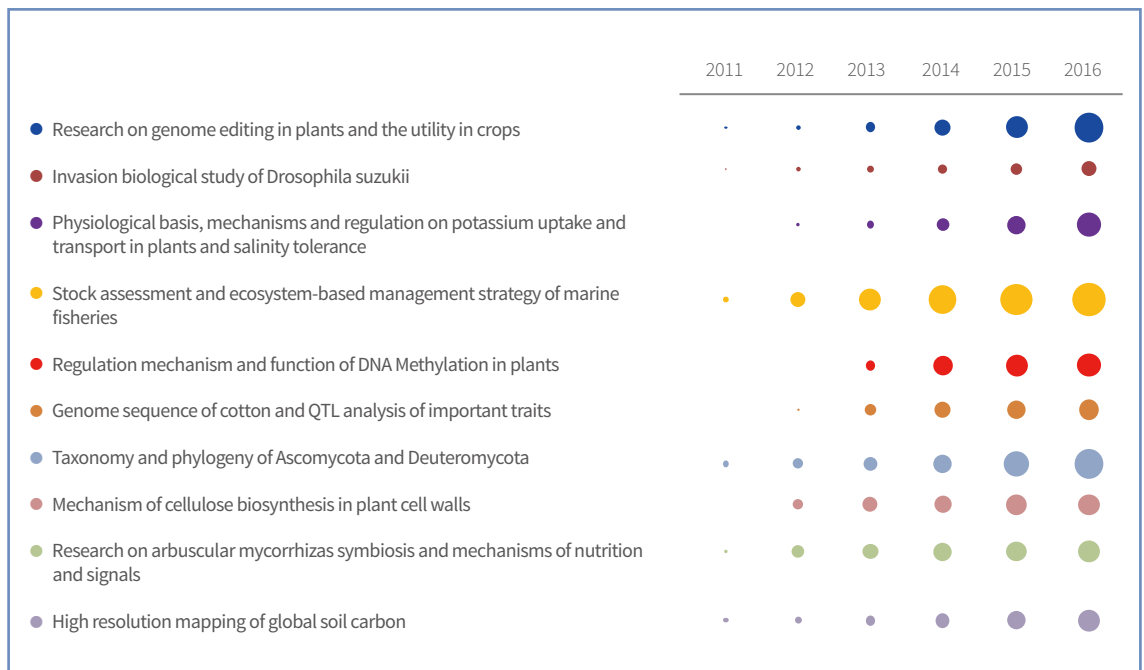 2011 2012 2013 2014 2015 2016
Research on genome editing in plants and the utility in crops
Invasion biological study of Drosophila suzukii
Physiological basis, mechanisms and regulation on potassium uptake and
transport in plants and salinity tolerance
Stock assessment and ecosystem-based management strategy of marine
fisheries
Regulation mechanism and function of DNA Methylation in plants
Genome sequence of cotton and QTL analysis of important traits
Taxonomy and phylogeny of Ascomycota and Deuteromycota
Mechanism of cellulose biosynthesis in plant cell walls
Research on arbuscular mycorrhizas symbiosis and mechanisms of nutrition
and signals
High resolution mapping of global soil carbon